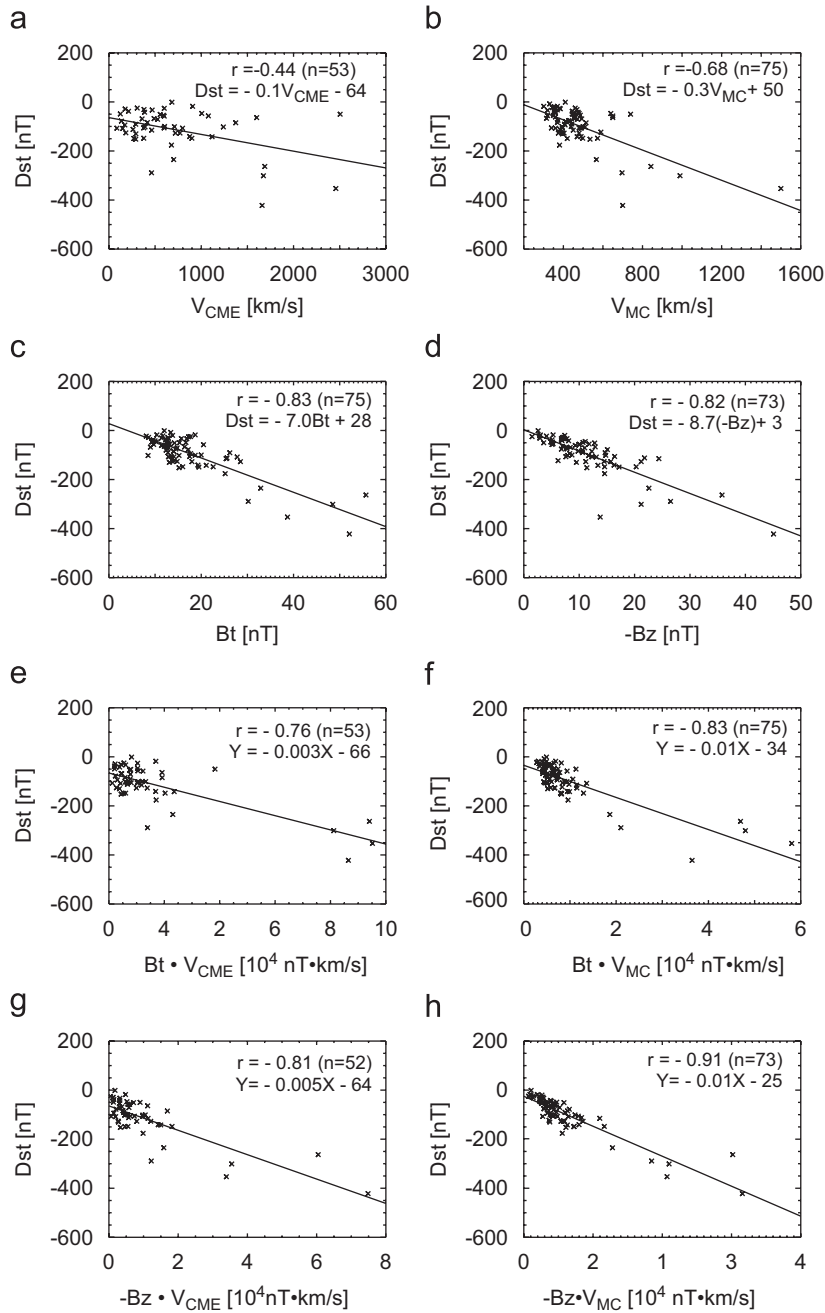 a
r =-0.44 (n=53)
Dst = - 0.1V_CME - 64
200
0
-200
-400
-600
Dst [nT]
0 1000 2000 3000
V_CME [km/s]
b
r =-0.68 (n=75)
Dst = - 0.3V_MC + 50
200
0
-200
-400
-600
Dst [nT]
400 800 1200 1600
V_MC [km/s]
c
r = - 0.83 (n=75)
Dst = - 7.0Bt + 28
200
0
-200
-400
-600
Dst [nT]
0 20 40 60
Bt [nT]
d
r = - 0.82 (n=73)
Dst = - 8.7(-Bz)+ 3
200
0
-200
-400
-600
Dst [nT]
0 10 20 30 40 50
-Bz [nT]
e
r = - 0.76 (n=53)
Y = - 0.003X - 66
200
0
-200
-400
-600
Dst [nT]
0 4 4 6 10
Bt • V_CME [10^4 nT•km/s]
f
r = - 0.83 (n=75)
Y = - 0.01X - 34
200
0
-200
-400
-600
Dst [nT]
0 2 4 6
Bt • V_MC [10^4 nT•km/s]
g
r = - 0.81 (n=52)
Y= - 0.005X - 64
200
0
-200
-400
-600
Dst [nT]
0 2 4 6 8
-Bz • V_CME [10^4nT•km/s]
h
r = - 0.91 (n=73)
Y= - 0.01X - 25
200
0
-200
-400
-600
Dst [nT]
0 2 1 3 4
-Bz•V_MC [10^4 nT•km/s]